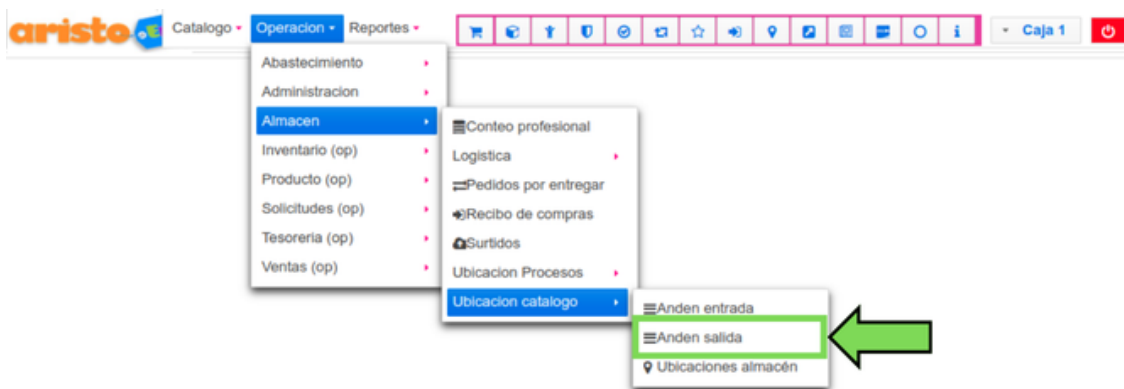 aristo.e Catalogo Operacion Reportes Caja 1
Abastecimiento
Administracion
Almacen
Inventario (op)
Producto (op)
Solicitudes (op)
Tesoreria (op)
Ventas (op)
Conteo profesional
Logistica
Pedidos por entregar
Recibo de compras
Surtidos
Ubicacion Procesos
Ubicacion catalogo
Anden entrada
Anden salida
Ubicaciones almacén